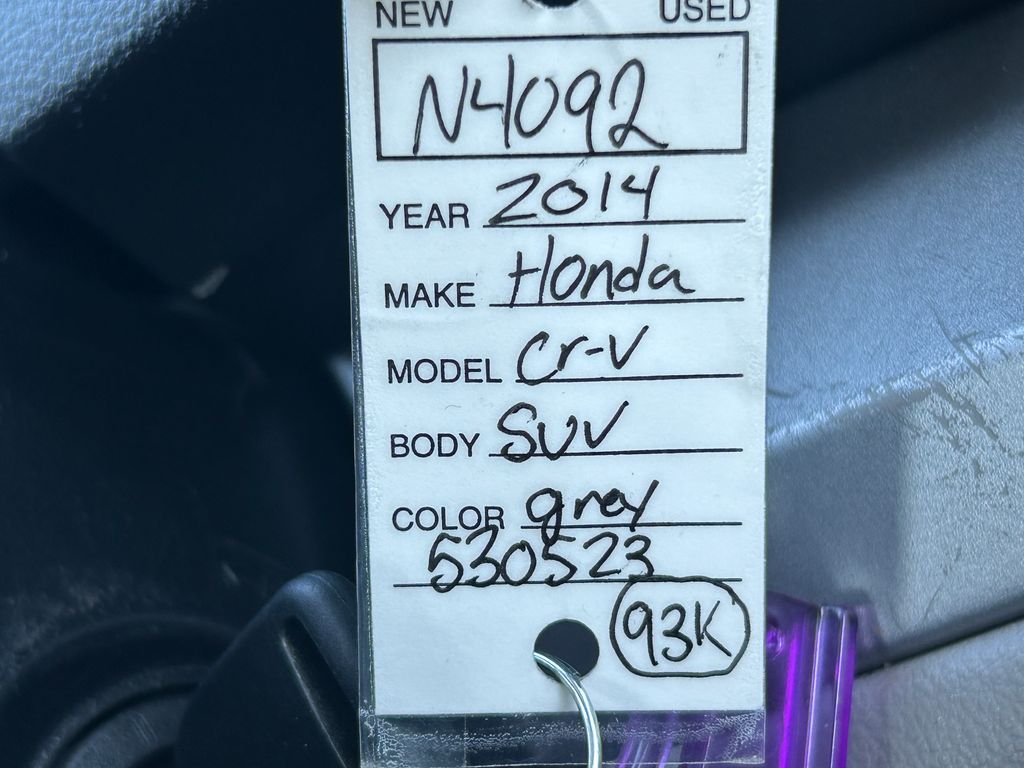 NEW USED
N4092
YEAR 2014
MAKE Honda
MODEL Cr-V
BODY SUV
COLOR grey
530523
93K